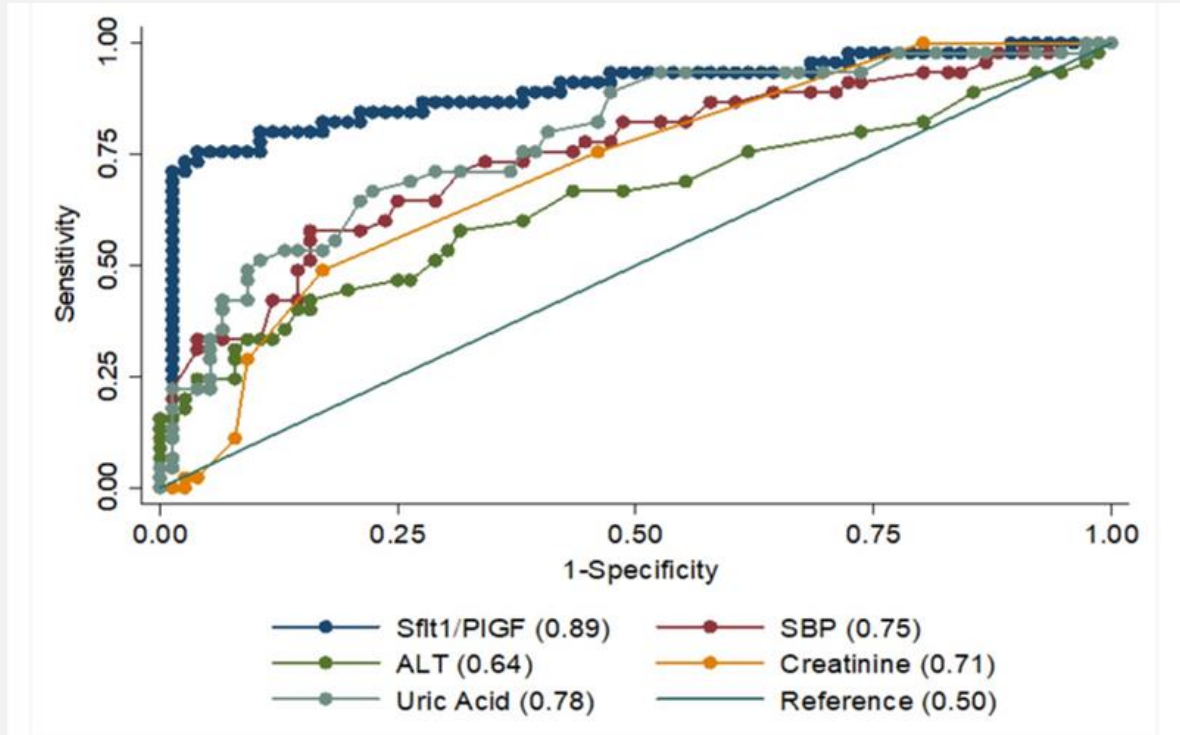 1.00
0.75
0.50
0.25
0.00
Sensitivity
0.00 0.25 0.50 0.75 1.00
1-Specificity
Sflt1/PIGF (0.89) SBP (0.75)
ALT (0.64) Creatinine (0.71)
Uric Acid (0.78) Reference (0.50)